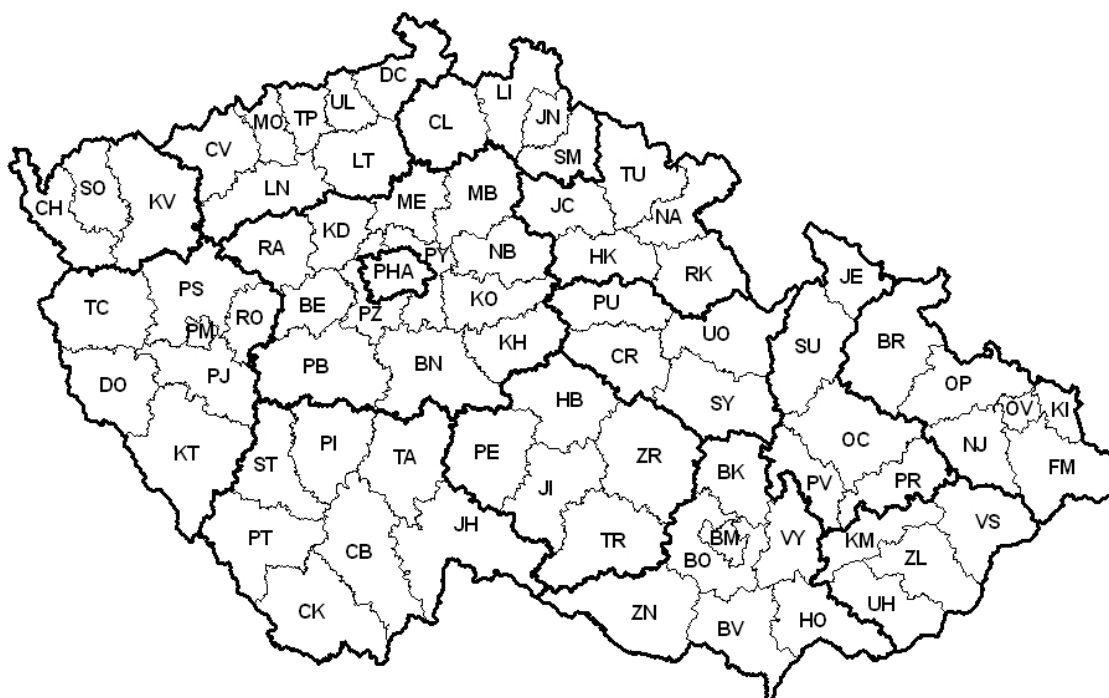 DC
LI
UL
MO
TP
CL
JN
CV
LT
SM
TU
SO
LN
CH
KV
ME
MB
JC
NA
RA
KD
PY
NB
HK
PHA
RK
TC
PS
BE
KO
JE
RO
PZ
PU
PM
UO
SU
BR
KH
CR
DO
PJ
PB
BN
OP
HB
SY
OV
KI
KT
ST
PI
TA
PE
ZR
OC
NJ
FM
BK
JI
PV
PR
VS
PT
CB
JH
TR
BM
VY
KM
BO
ZL
CK
ZN
BV
HO
UH